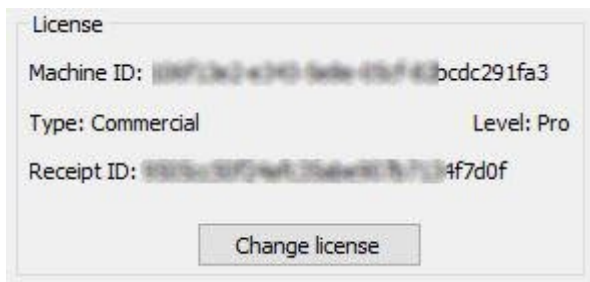 License
Machine ID: bcdc291fa3
Type: Commercial Level: Pro
Receipt ID: 4f7d0f
Change license